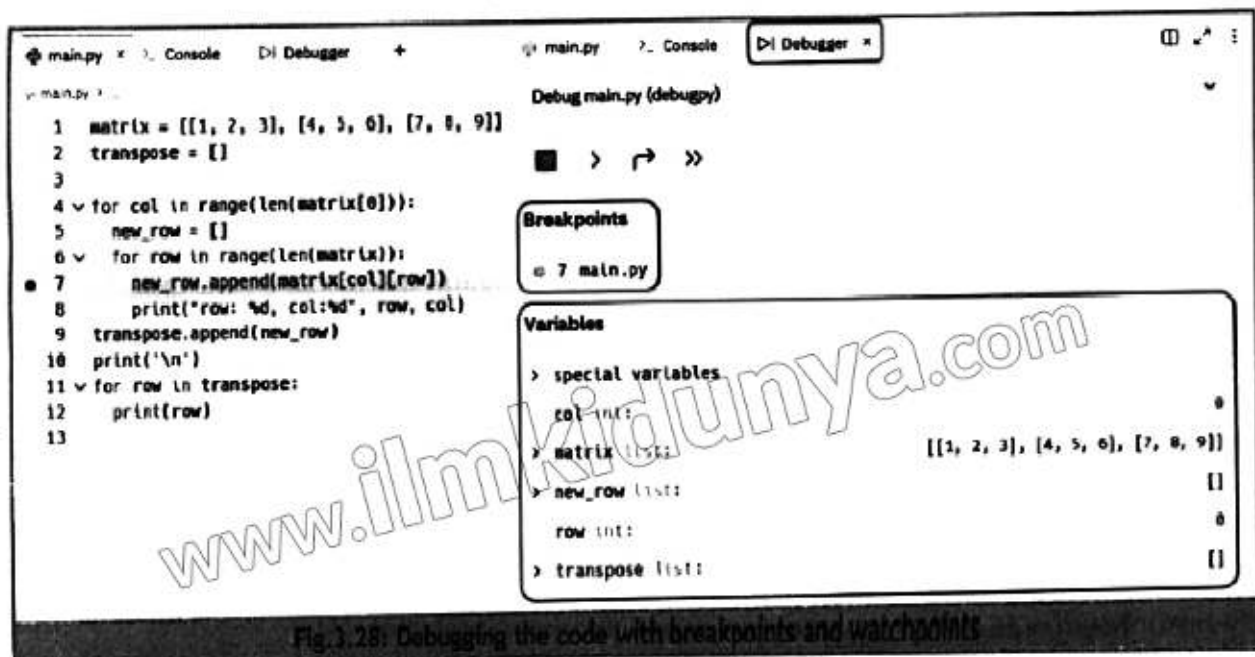 main.py × >_ Console Debugger +
main.py >_ Console Debugger ×
main.py > ...
Debug main.py (debugpy)
1 matrix = [[1, 2, 3], [4, 5, 6], [7, 8, 9]]
2 transpose = []
3
4 for col in range(len(matrix[0])):
5 new_row = []
6 for row in range(len(matrix)):
7 new_row.append(matrix[col][row])
8 print("row: %d, col:%d", row, col)
9 transpose.append(new_row)
10 print('\n')
11 for row in transpose:
12 print(row)
13
Breakpoints
7 main.py
Variables
> special variables
col int: 0
> matrix list: [[1, 2, 3], [4, 5, 6], [7, 8, 9]]
> new_row list: []
row int: 0
> transpose list: []
www.ilmkidunya.com
Fig.3.28: Debugging the code with breakpoints and watchpoints